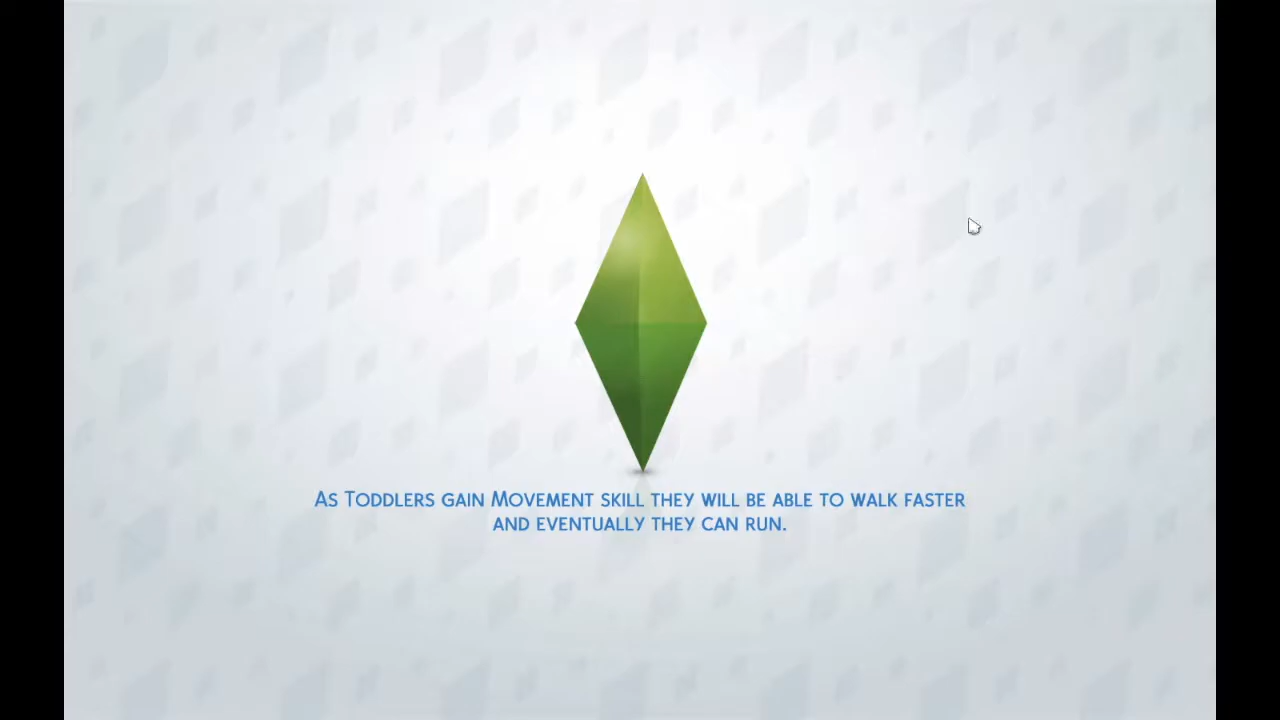 As Toddlers gain Movement skill they will be able to walk faster
and eventually they can run.